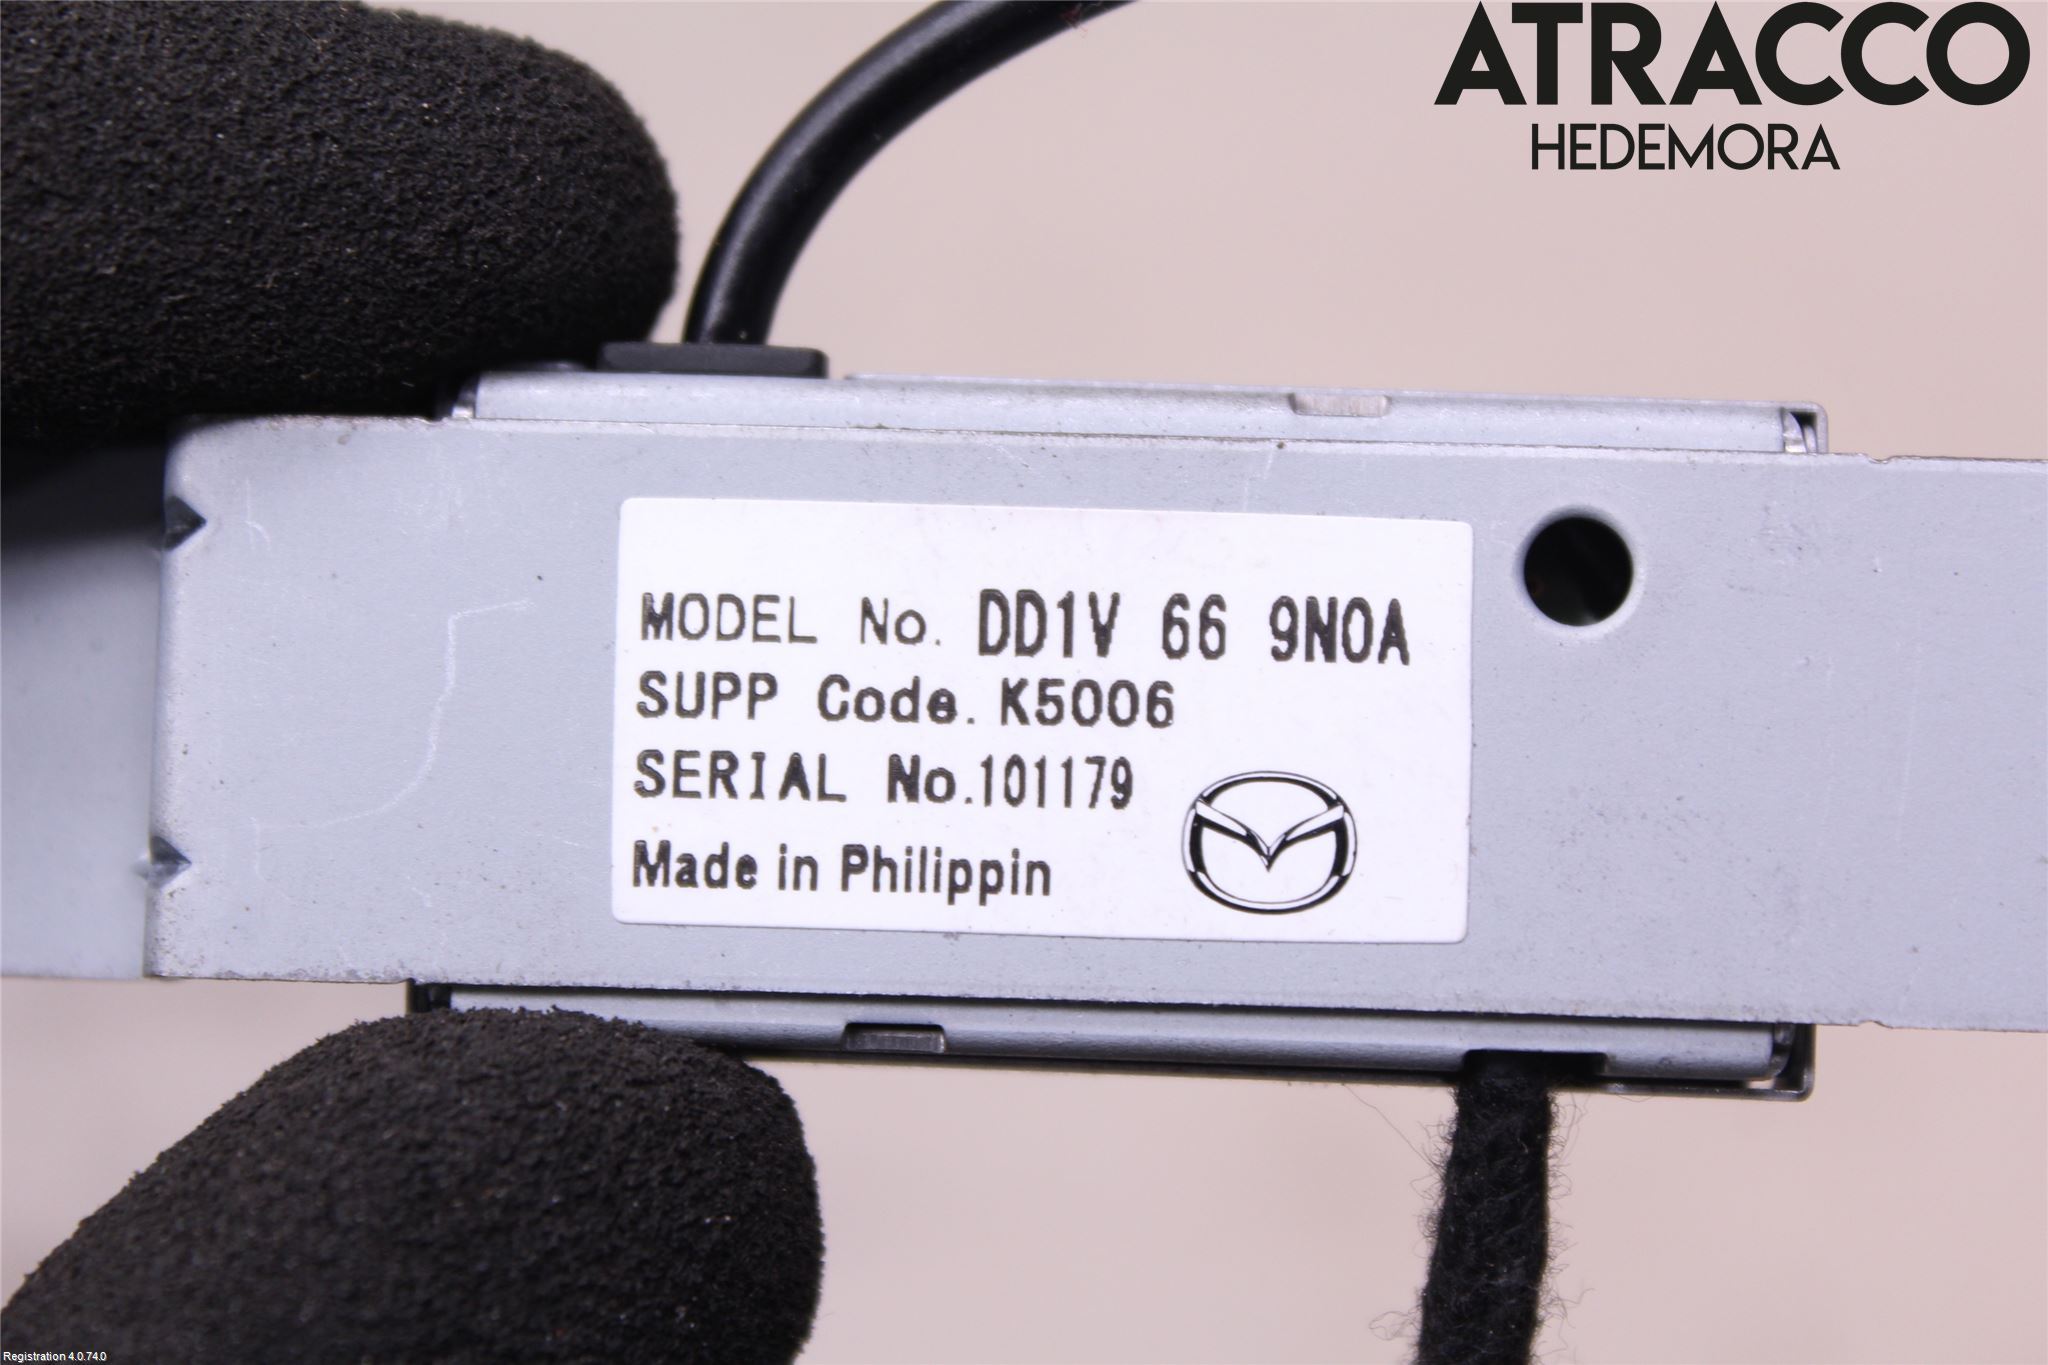 ATRACCO
HEDEMORA
MODEL No. DD1V 66 9N0A
SUPP Code. K5006
SERIAL No. 101179
Made in Philippin
Registration 4.0.74.0